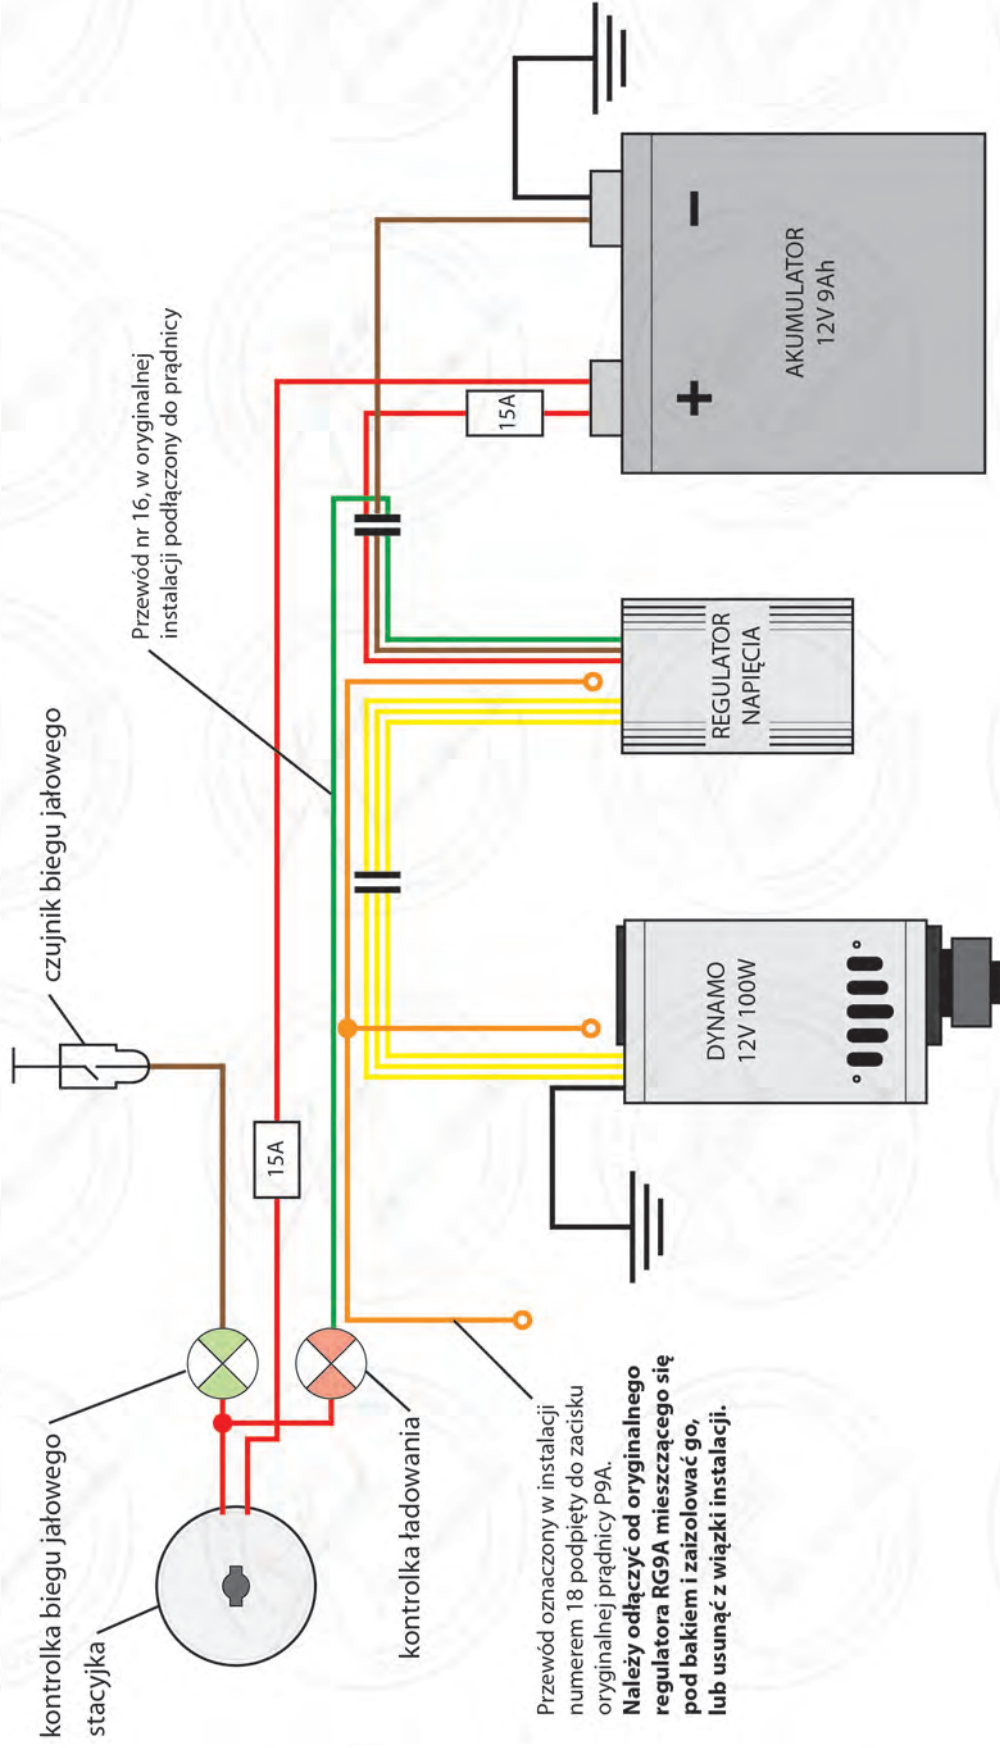 kontrolka biegu jałowego
stacyjka
czujnik biegu jałowego
Przewód nr 16, w oryginalnej
instalacji podłączony do prądnicy
15A
15A
kontrolka ładowania
Przewód oznaczony w instalacji
numerem 18 podpięty do zacisku
oryginalnej prądnicy P9A.
Należy odłączyć od oryginalnego
regulatora RG9A mieszczącego się
pod bakiem i zaizolować go,
lub usunąć z wiązki instalacji.
DYNAMO
12V 100W
REGULATOR
NAPIĘCIA
+
–
AKUMULATOR
12V 9Ah